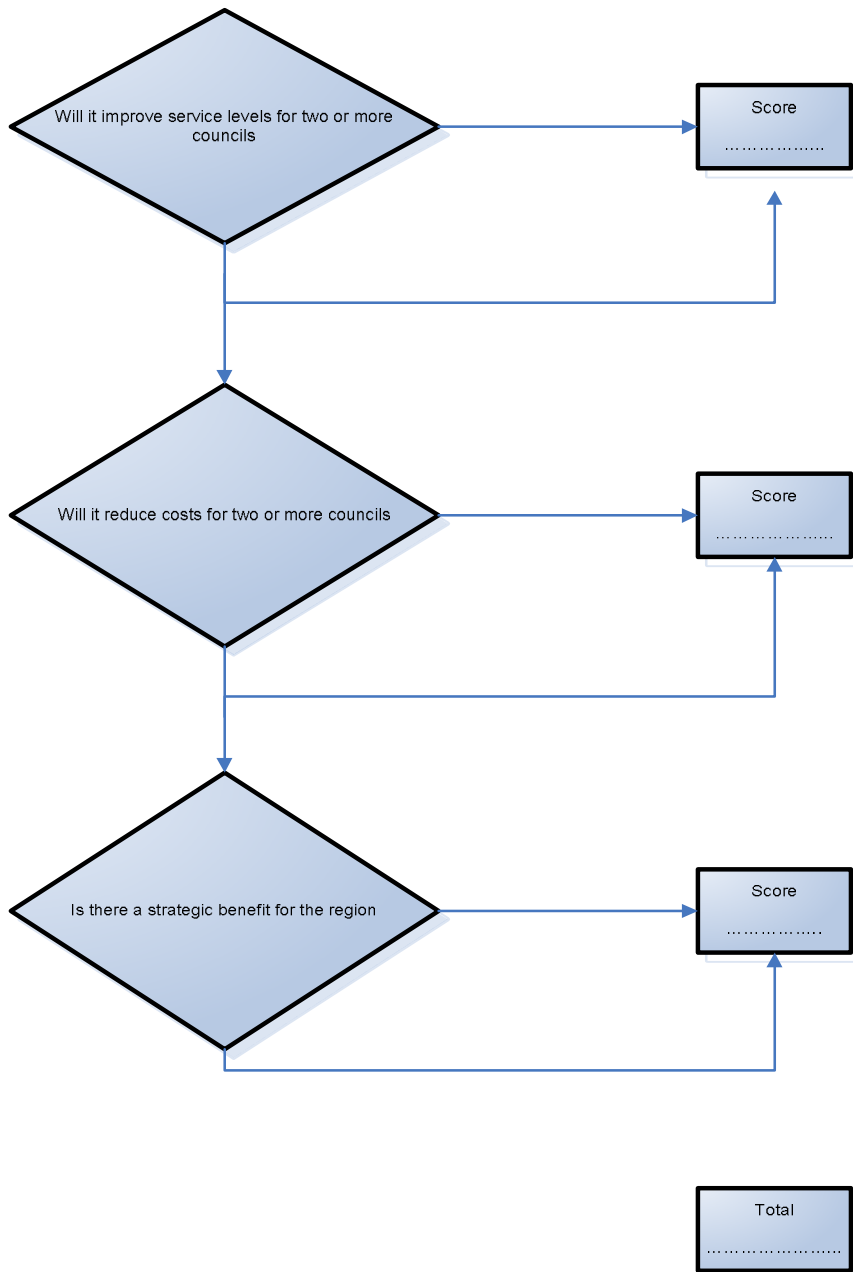 Will it improve service levels for two or more
councils
Score
………………
Will it reduce costs for two or more councils
Score
…………………
Is there a strategic benefit for the region
Score
……………..
Total
……………………